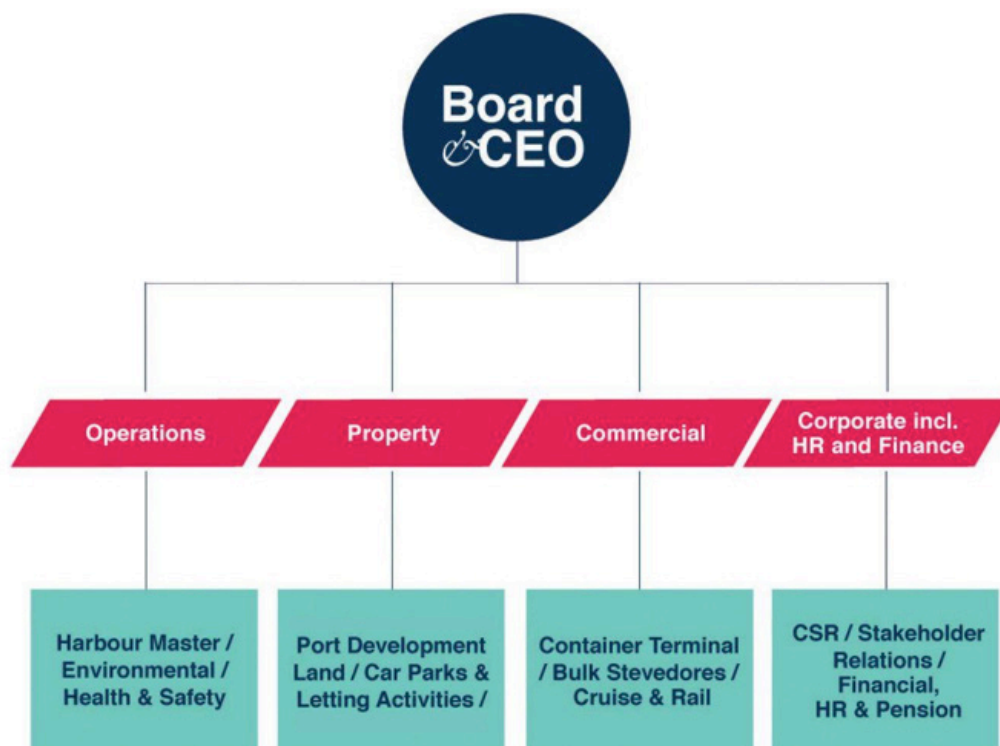 Board
& CEO
Operations
Property
Commercial
Corporate incl.
HR and Finance
Harbour Master /
Environmental /
Health & Safety
Port Development
Land / Car Parks &
Letting Activities /
Container Terminal
/ Bulk Stevedores /
Cruise & Rail
CSR / Stakeholder
Relations /
Financial,
HR & Pension